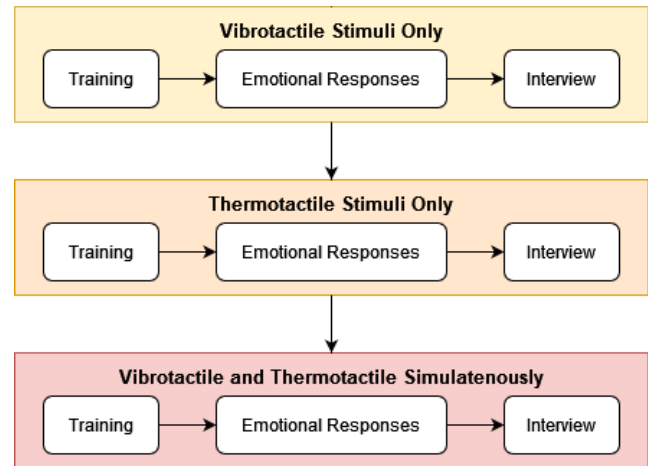 Vibrotactile Stimuli Only
Training
Emotional Responses
Interview
Thermotactile Stimuli Only
Training
Emotional Responses
Interview
Vibrotactile and Thermotactile Simulatenously
Training
Emotional Responses
Interview